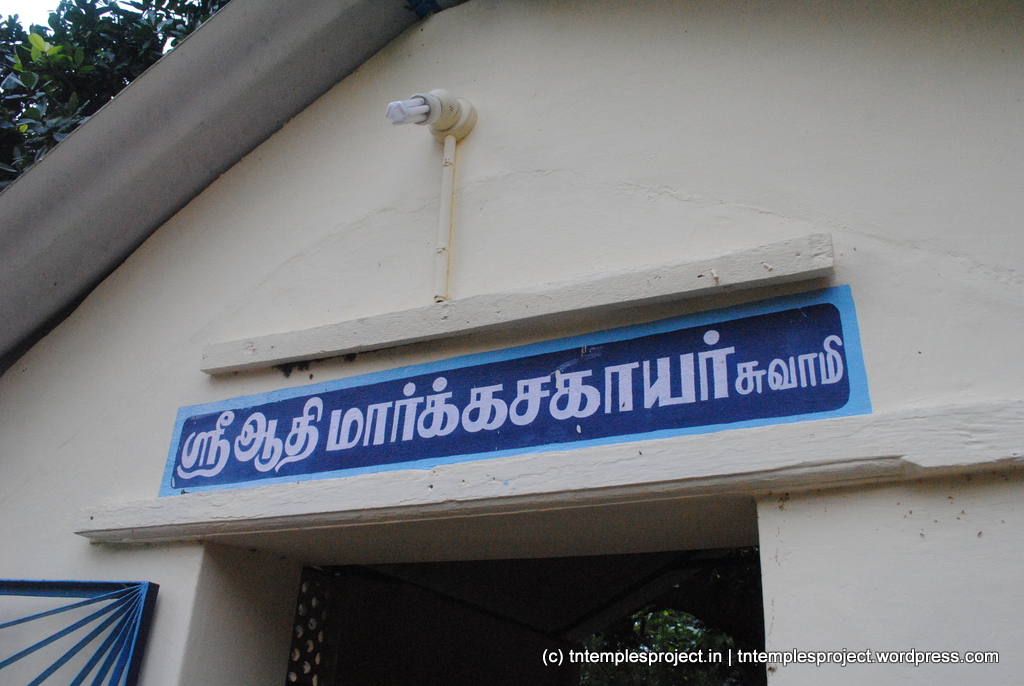 ஸ்ரீ ஆதி மார்க்கசகாயர் சுவாமி
(c) tntemplesproject.in | tntemplesproject.wordpress.com